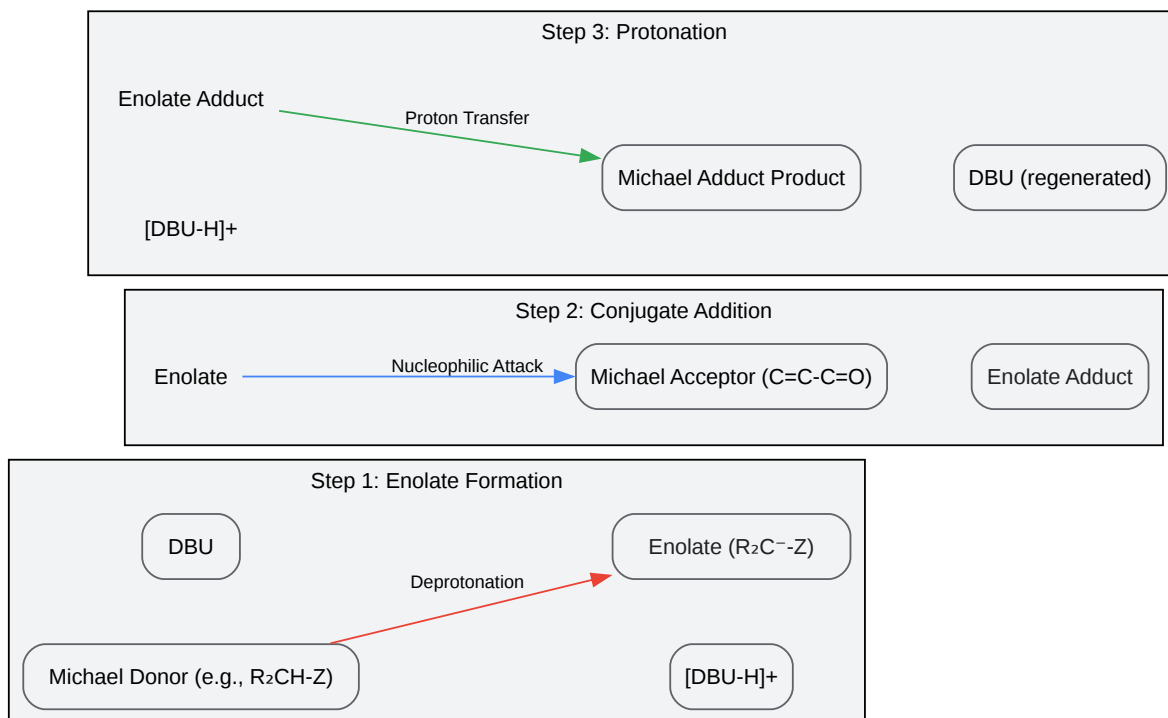 Step 3: Protonation
Enolate Adduct
Proton Transfer
Michael Adduct Product
DBU (regenerated)
[DBU-H]+
Step 2: Conjugate Addition
Enolate
Nucleophilic Attack
Michael Acceptor (C=C-C=O)
Enolate Adduct
Step 1: Enolate Formation
DBU
Enolate (R₂C⁻-Z)
Deprotonation
Michael Donor (e.g., R₂CH-Z)
[DBU-H]+